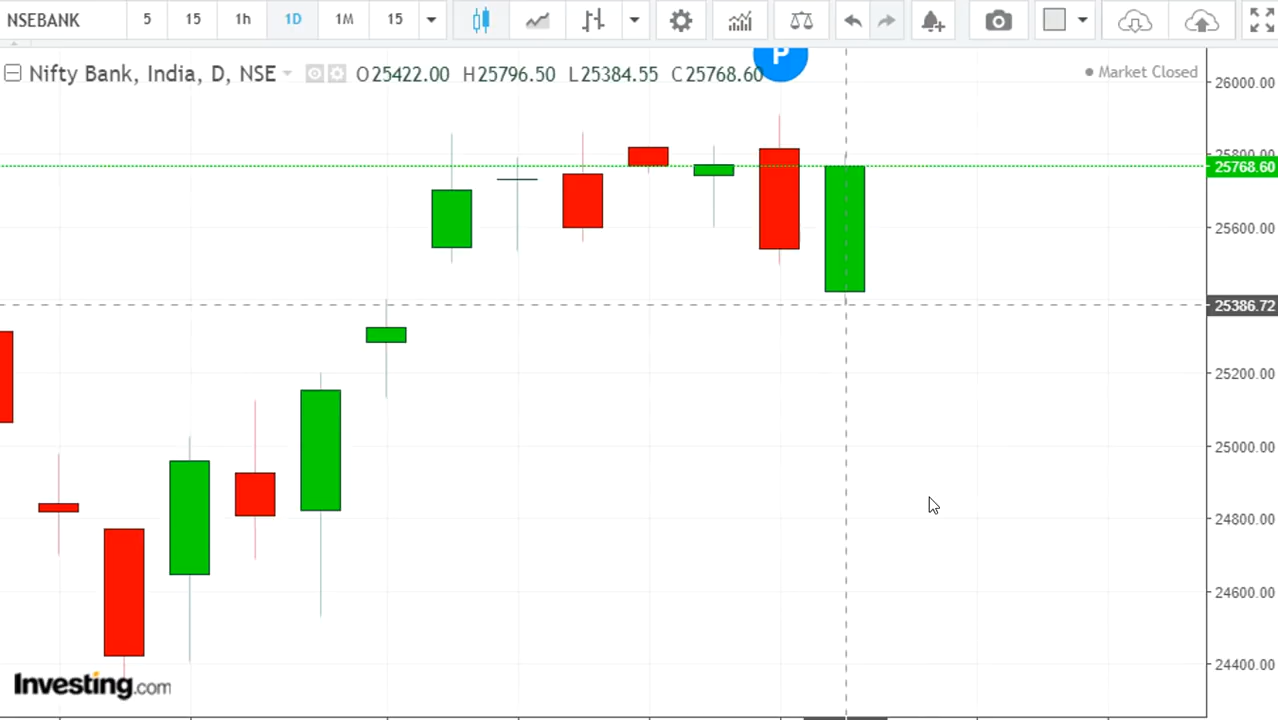 NSEBANK 5 15 1h 1D 1M 15
P
Nifty Bank, India, D, NSE O25422.00 H25796.50 L25384.55 C25768.60
Market Closed
26000.00
25800.00
25768.60
25600.00
25386.72
25200.00
25000.00
24800.00
24600.00
24400.00
Investing.com